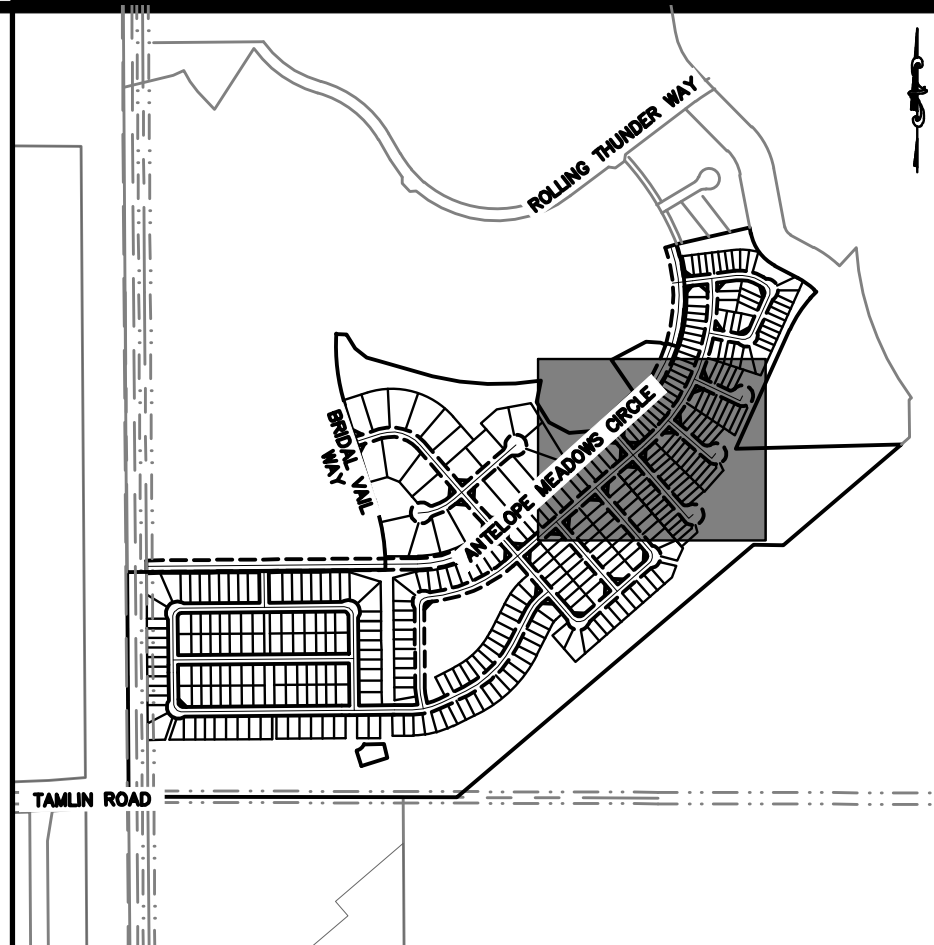 ROLLING THUNDER WAY
BRIDAL VAIL
WAY
ANTELOPE MEADOWS CIRCLE
TAMLIN ROAD